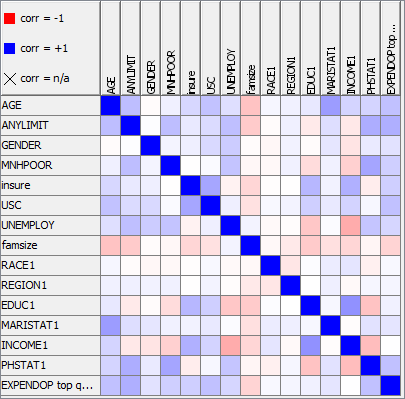 corr = -1
corr = +1
corr = n/a
AGE
ANYLIMIT
GENDER
MNHPOOR
insure
USC
UNEMPLOY
famsize
RACE1
REGION1
EDUC1
MARISTAT1
INCOME1
PHSTAT1
EXPENDOP top ...
AGE
ANYLIMIT
GENDER
MNHPOOR
insure
USC
UNEMPLOY
famsize
RACE1
REGION1
EDUC1
MARISTAT1
INCOME1
PHSTAT1
EXPENDOP top q...